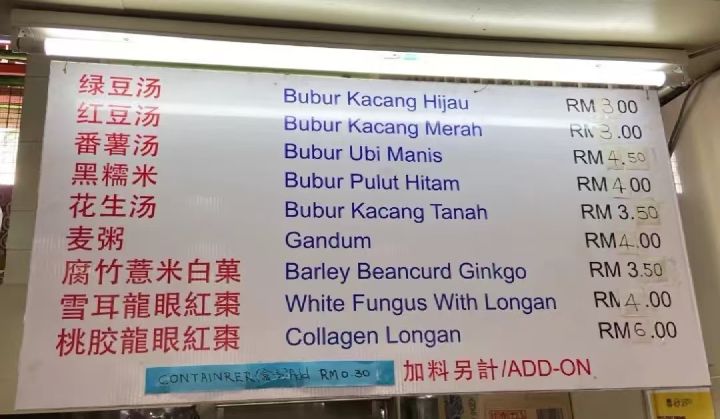 绿豆汤 Bubur Kacang Hijau RM 3.00
红豆汤 Bubur Kacang Merah RM 3.00
番薯汤 Bubur Ubi Manis RM 4.50
黑糯米 Bubur Pulut Hitam RM 4.00
花生汤 Bubur Kacang Tanah RM 3.50
麦粥 Gandum RM 4.00
腐竹薏米白菓 Barley Beancurd Ginkgo RM 3.50
雪耳龍眼紅棗 White Fungus With Longan RM 4.00
桃胶龍眼紅棗 Collagen Longan RM 6.00
CONTAINRER Add RM 0.30 加料另計/ADD-ON